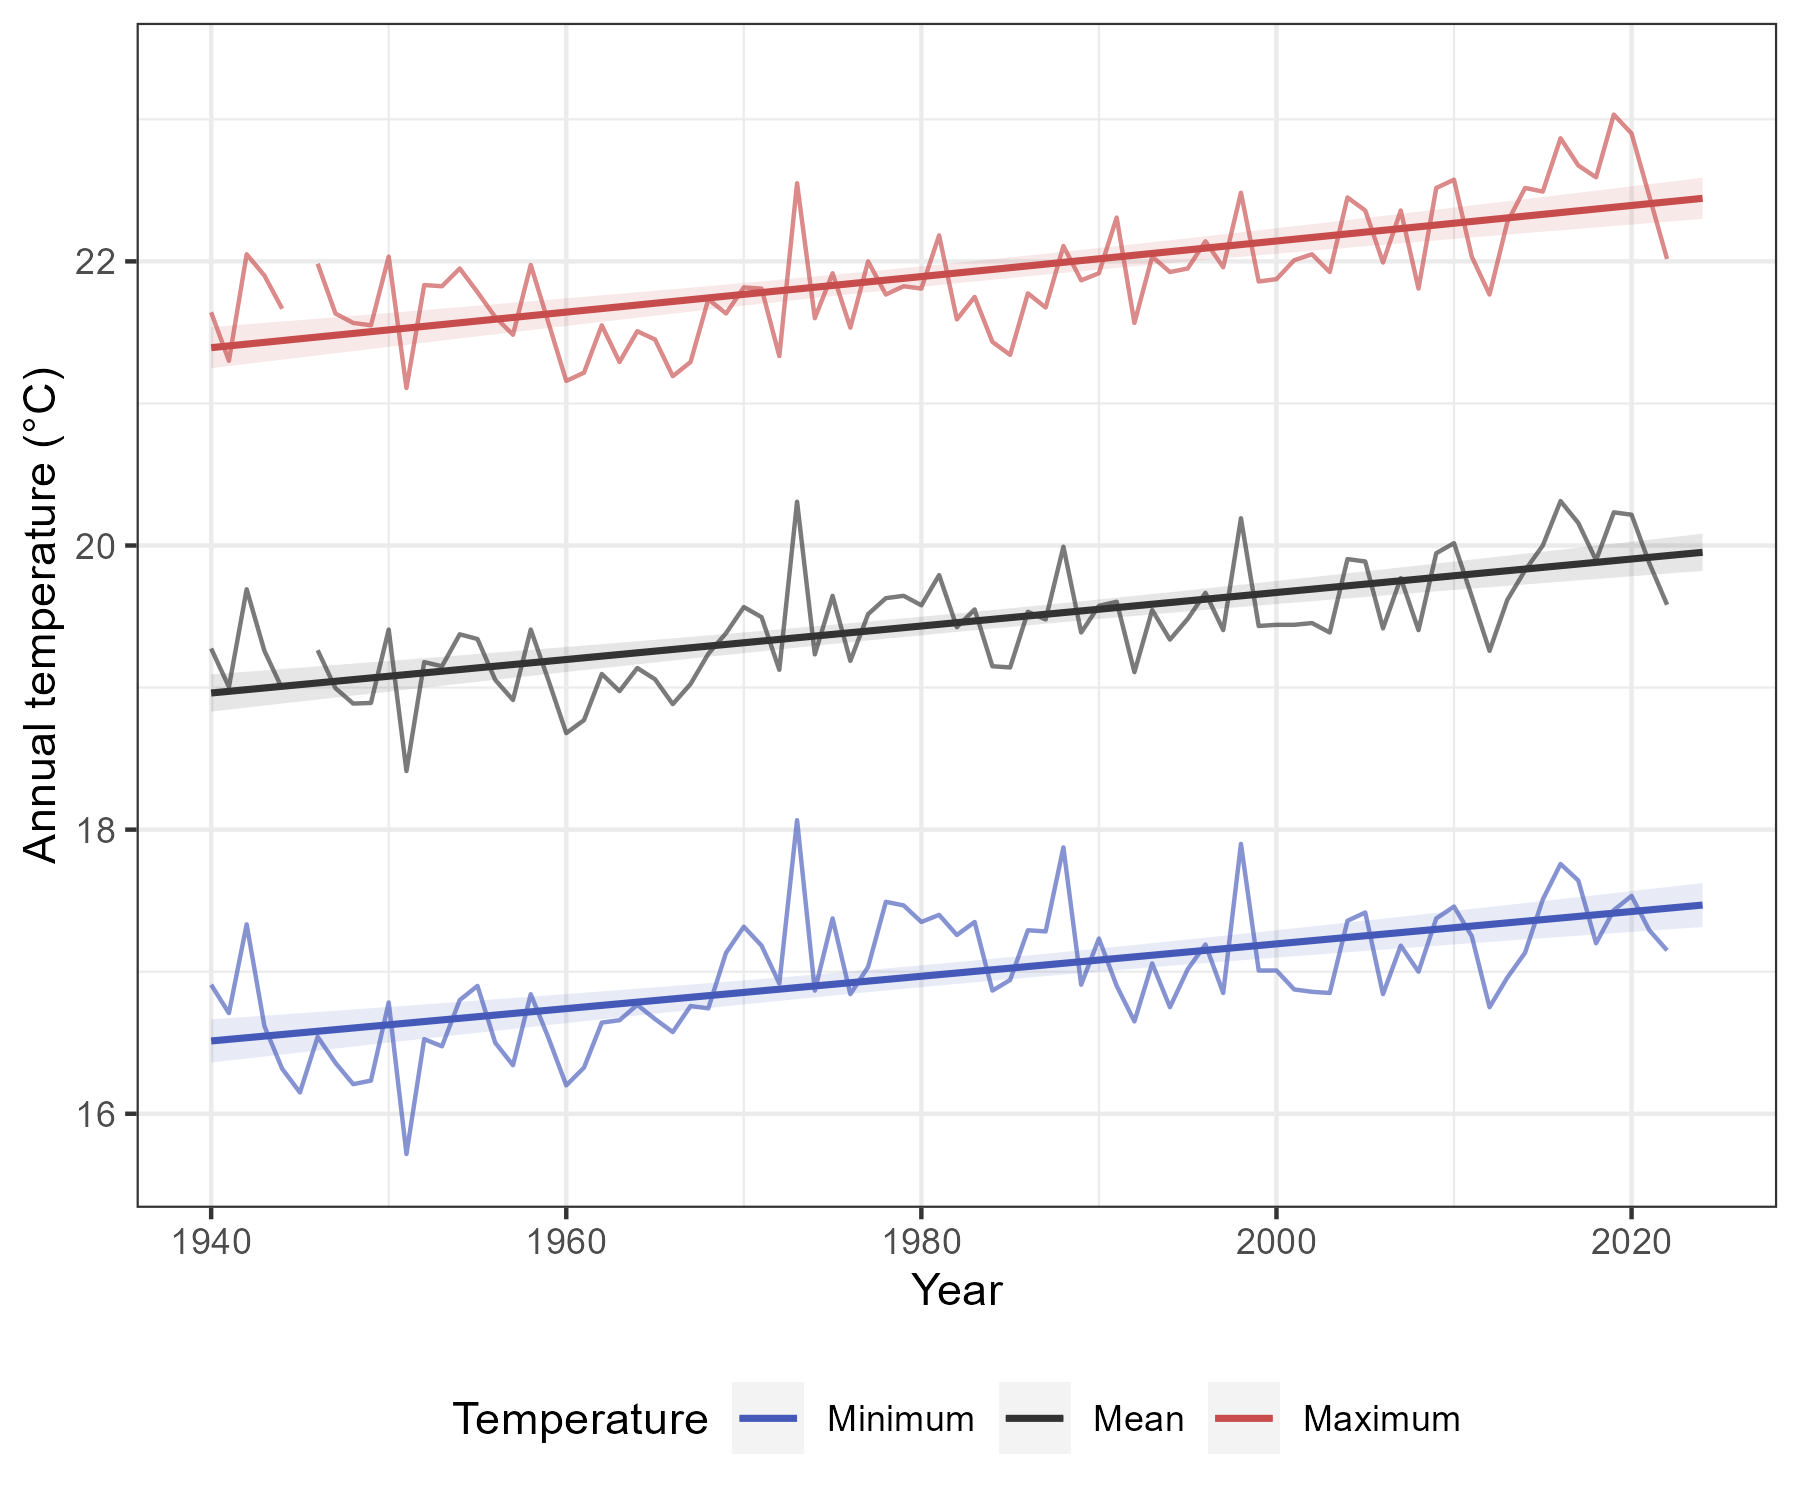 Annual temperature (°C)
22
20
18
16
1940 1960 1980 2000 2020
Year
Temperature Minimum Mean Maximum